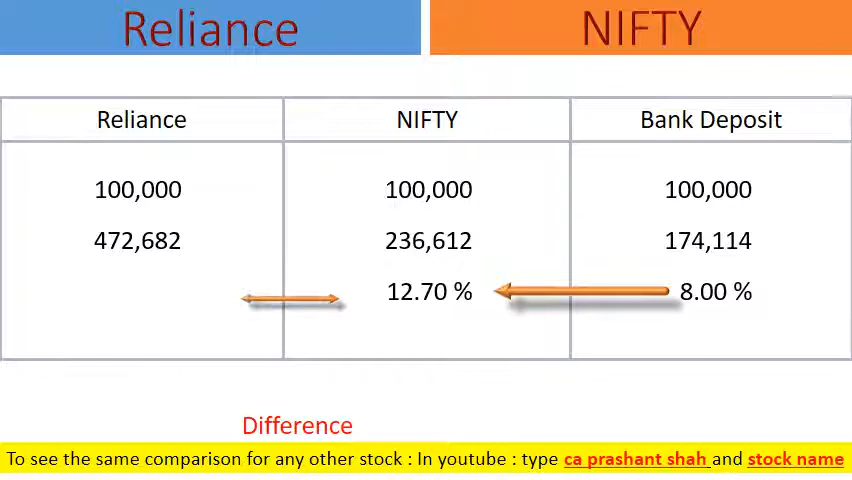 Reliance NIFTY
Reliance NIFTY Bank Deposit
100,000 100,000 100,000
472,682 236,612 174,114
12.70 % 8.00 %
Difference
To see the same comparison for any other stock : In youtube : type ca prashant shah and stock name